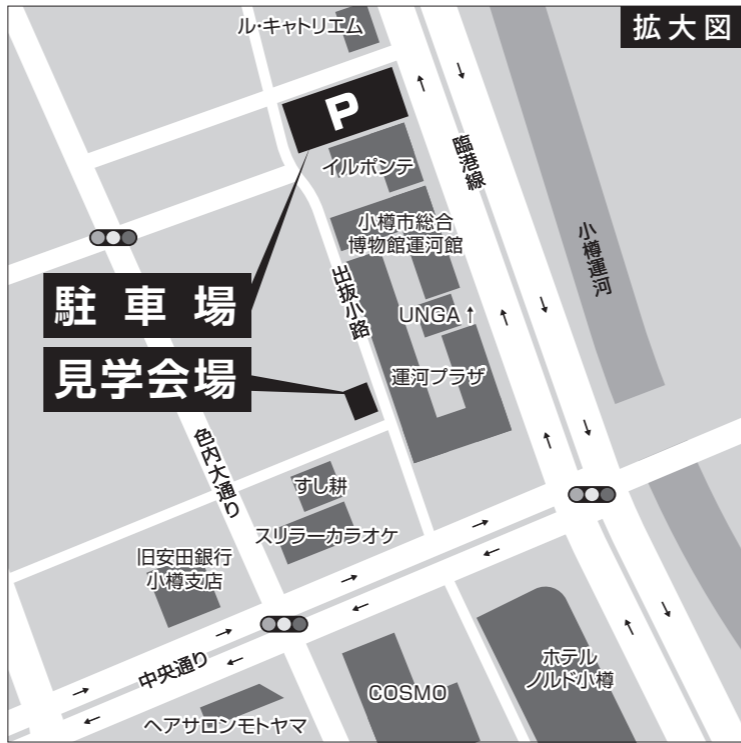 ル・キャトリエム
拡大図
P
イルポンテ
臨港線
小樽市総合
博物館運河館
小樽運河
出抜小路
駐車場
UNGA↑
見学会場
運河プラザ
色内大通り
すし耕
スリラーカラオケ
旧安田銀行
小樽支店
中央通り
ホテル
ノルド小樽
COSMO
ヘアサロンモトヤマ